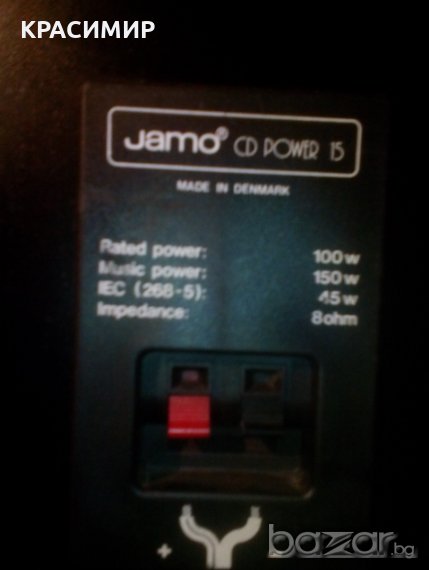 КРАСИМИР
Jamo® CD POWER 15
MADE IN DENMARK
Rated power: 100w
Music power: 150w
IEC (268-5): 45w
Impedance: 8ohm
+
bazar.bg